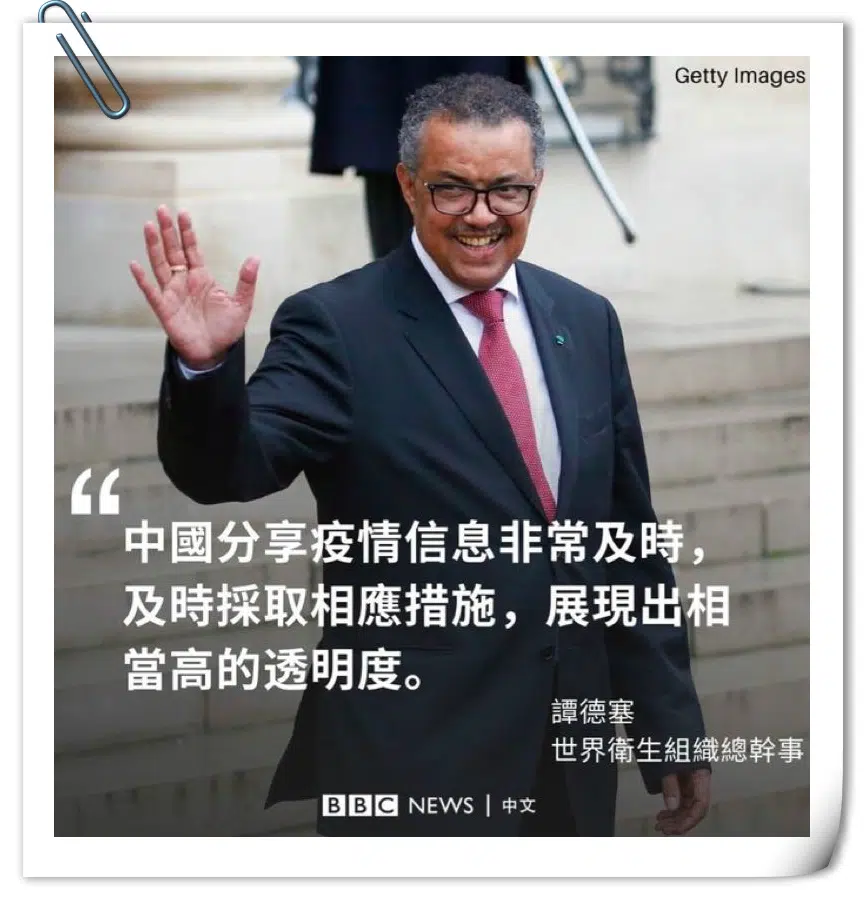 Getty Images
“
中國分享疫情信息非常及時，
及時採取相應措施，展現出相
當高的透明度。
譚德塞
世界衛生組織總幹事
BBC NEWS | 中文